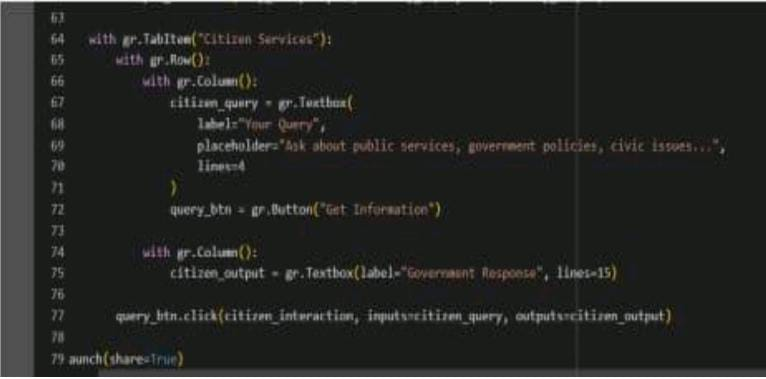 63
64 with gr.TabItem("Citizen Services"):
65 with gr.Row():
66 with gr.Column():
67 citizen_query = gr.Textbox(
68 label="Your Query",
69 placeholder="Ask about public services, government policies, civic issues...",
70 lines=4
71 )
72 query_btn = gr.Button("Get Information")
73
74 with gr.Column():
75 citizen_output = gr.Textbox(label="Government Response", lines=15)
76
77 query_btn.click(citizen_interaction, inputs=citizen_query, outputs=citizen_output)
78
79 aunch(share=True)